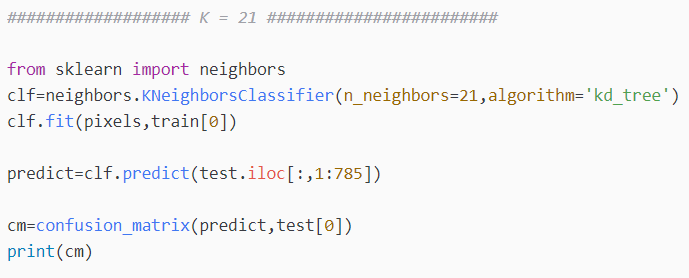 ################### K = 21 ########################
from sklearn import neighbors
clf=neighbors.KNeighborsClassifier(n_neighbors=21,algorithm='kd_tree')
clf.fit(pixels,train[0])
predict=clf.predict(test.iloc[:,1:785])
cm=confusion_matrix(predict,test[0])
print(cm)